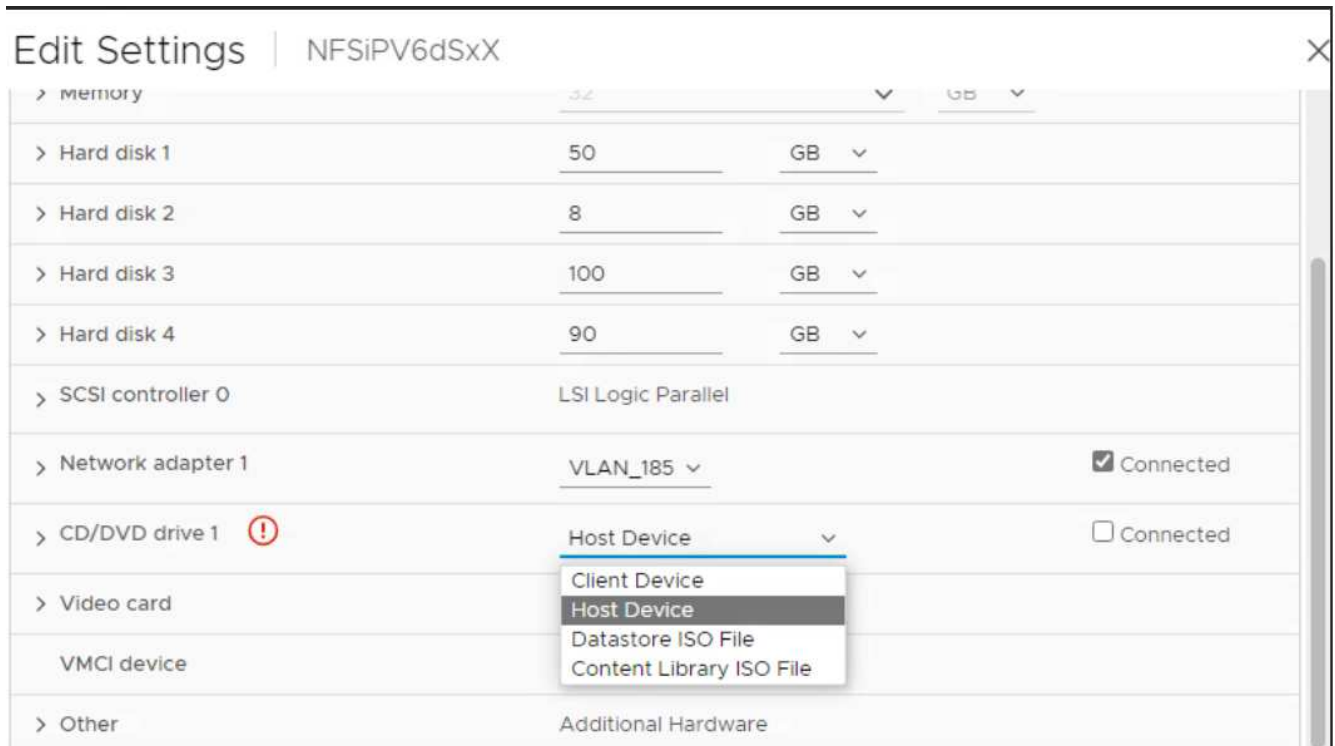 Edit Settings | NFSiPV6dSxX
Memory 32 GB
Hard disk 1 50 GB
Hard disk 2 8 GB
Hard disk 3 100 GB
Hard disk 4 90 GB
SCSI controller 0 LSI Logic Parallel
Network adapter 1 VLAN_185 Connected
CD/DVD drive 1 Host Device Connected
Client Device
Host Device
Datastore ISO File
Content Library ISO File
Video card
VMCI device
Other Additional Hardware